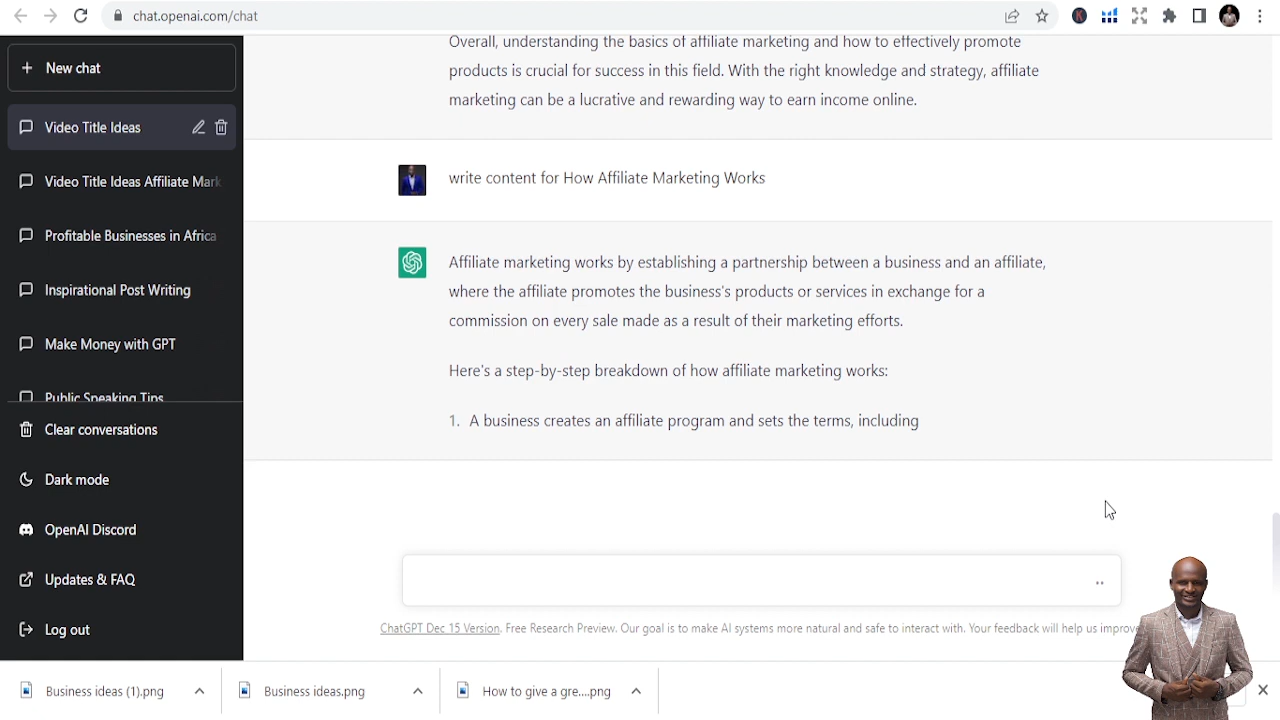 chat.openai.com/chat
New chat
Video Title Ideas
Video Title Ideas Affiliate Mark
Profitable Businesses in Africa
Inspirational Post Writing
Make Money with GPT
Public Speaking Tips
Clear conversations
Dark mode
OpenAI Discord
Updates & FAQ
Log out
Overall, understanding the basics of affiliate marketing and how to effectively promote
products is crucial for success in this field. With the right knowledge and strategy, affiliate
marketing can be a lucrative and rewarding way to earn income online.
write content for How Affiliate Marketing Works
Affiliate marketing works by establishing a partnership between a business and an affiliate,
where the affiliate promotes the business's products or services in exchange for a
commission on every sale made as a result of their marketing efforts.
Here's a step-by-step breakdown of how affiliate marketing works:
1. A business creates an affiliate program and sets the terms, including
ChatGPT Dec 15 Version. Free Research Preview. Our goal is to make AI systems more natural and safe to interact with. Your feedback will help us improve
Business ideas (1).png
Business ideas.png
How to give a gre....png